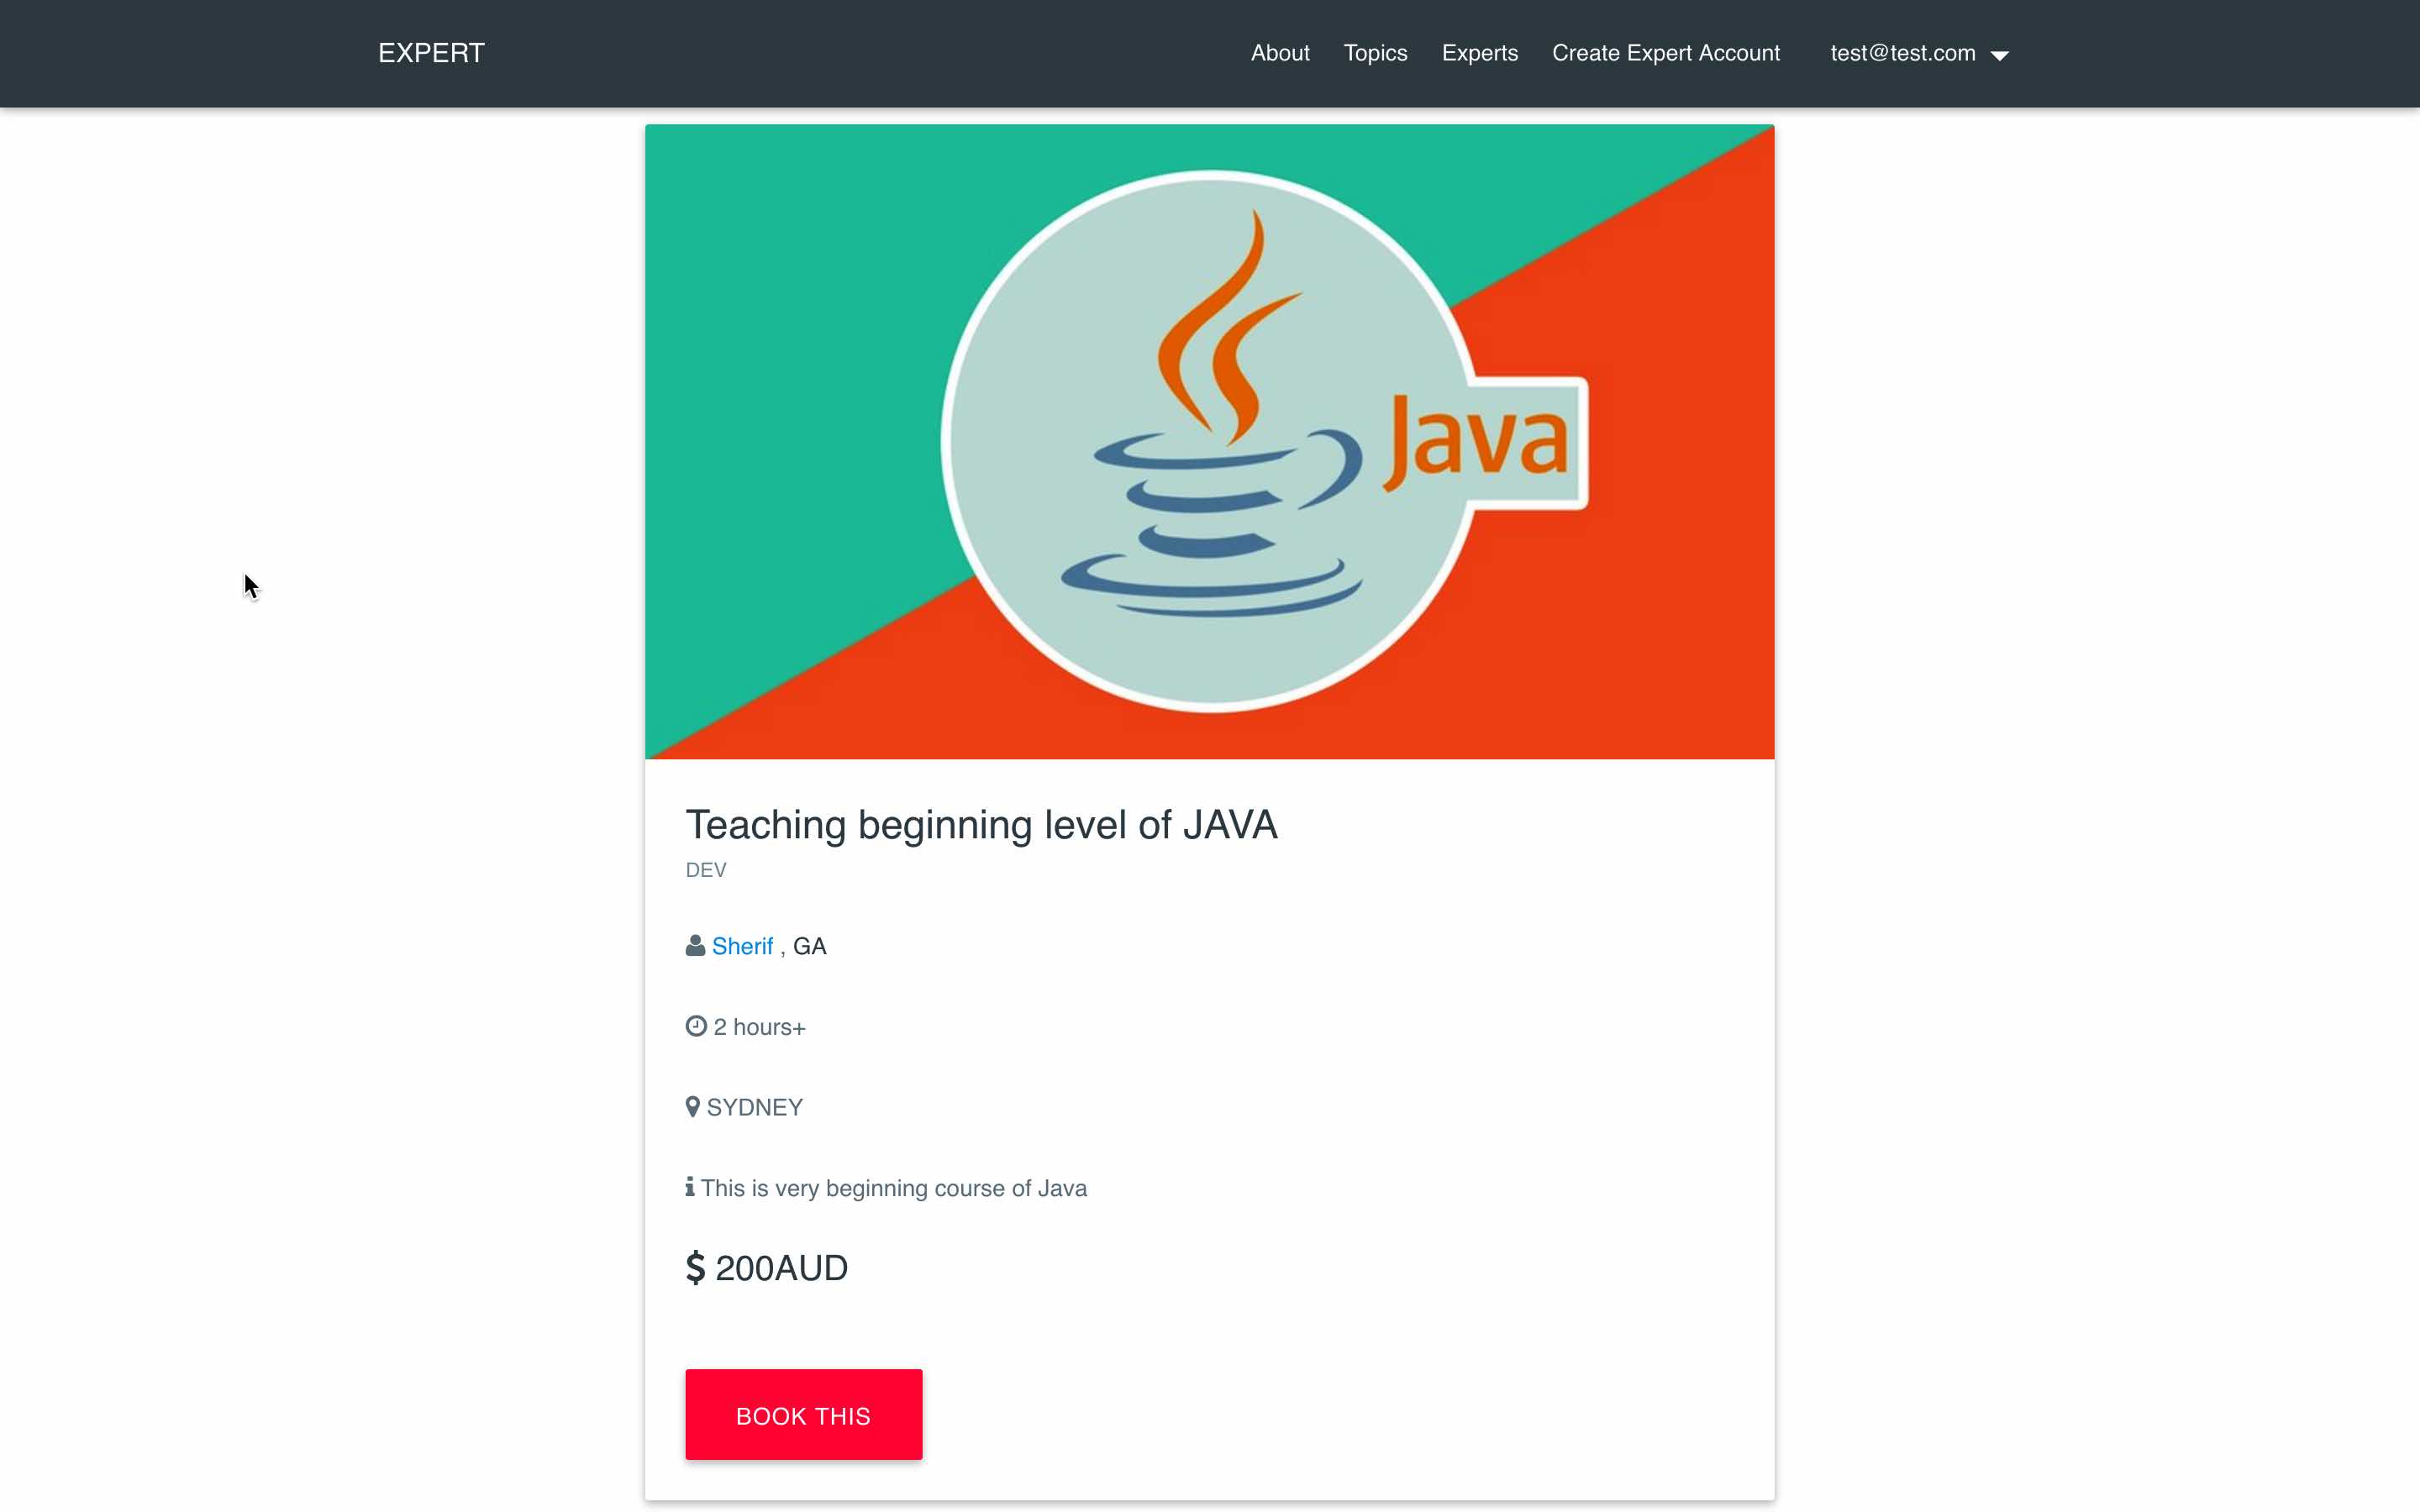 EXPERT About Topics Experts Create Expert Account test@test.com
Java
Teaching beginning level of JAVA
DEV
Sherif , GA
2 hours+
SYDNEY
This is very beginning course of Java
$ 200AUD
BOOK THIS